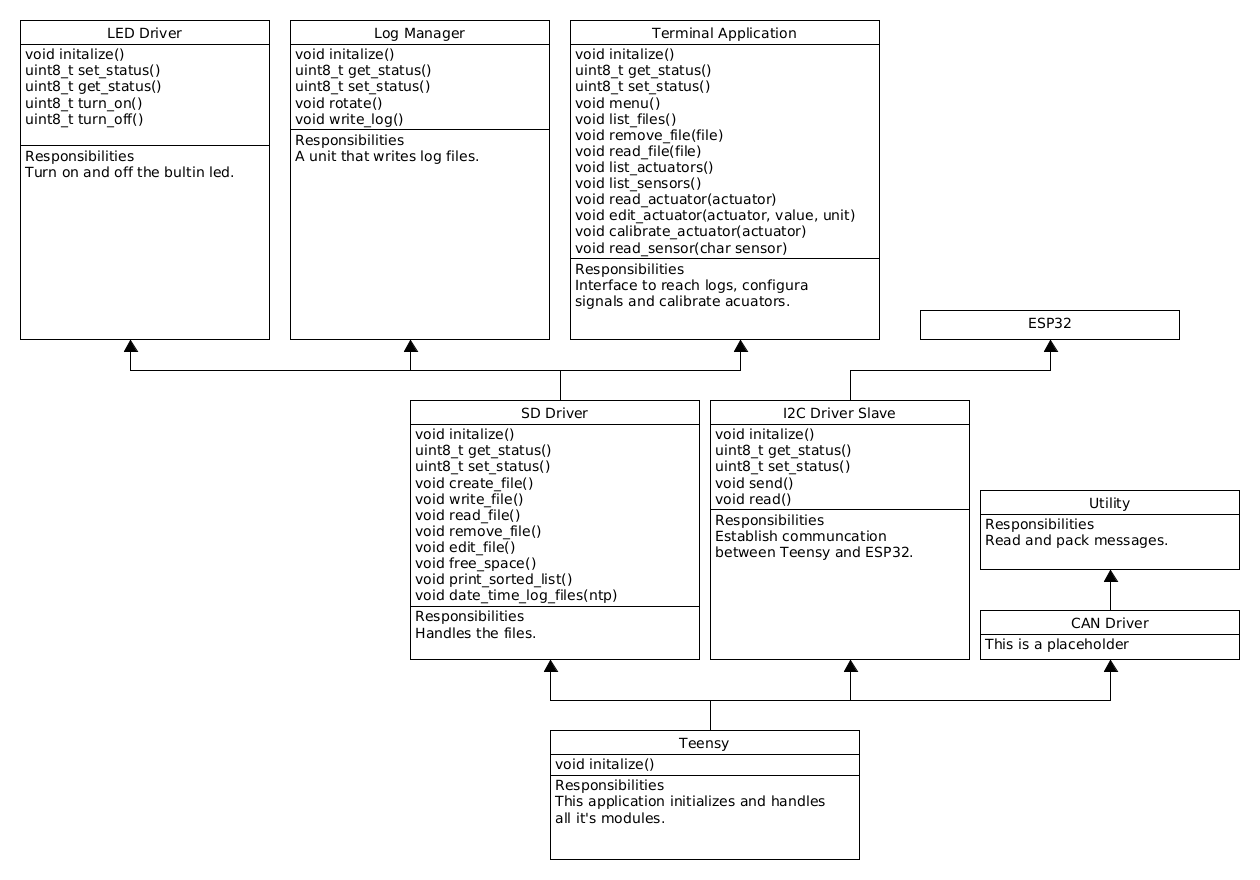 LED Driver
void initalize()
uint8_t set_status()
uint8_t get_status()
uint8_t turn_on()
uint8_t turn_off()
Responsibilities
Turn on and off the bultin led.
Log Manager
void initalize()
uint8_t get_status()
uint8_t set_status()
void rotate()
void write_log()
Responsibilities
A unit that writes log files.
Terminal Application
void initalize()
uint8_t get_status()
uint8_t set_status()
void menu()
void list_files()
void remove_file(file)
void read_file(file)
void list_actuators()
void list_sensors()
void read_actuator(actuator)
void edit_actuator(actuator, value, unit)
void calibrate_actuator(actuator)
void read_sensor(char sensor)
Responsibilities
Interface to reach logs, configura
signals and calibrate acuators.
ESP32
SD Driver
void initalize()
uint8_t get_status()
uint8_t set_status()
void create_file()
void write_file()
void read_file()
void remove_file()
void edit_file()
void free_space()
void print_sorted_list()
void date_time_log_files(ntp)
Responsibilities
Handles the files.
I2C Driver Slave
void initalize()
uint8_t get_status()
uint8_t set_status()
void send()
void read()
Responsibilities
Establish communcation
between Teensy and ESP32.
Utility
Responsibilities
Read and pack messages.
CAN Driver
This is a placeholder
Teensy
void initalize()
Responsibilities
This application initializes and handles
all it's modules.